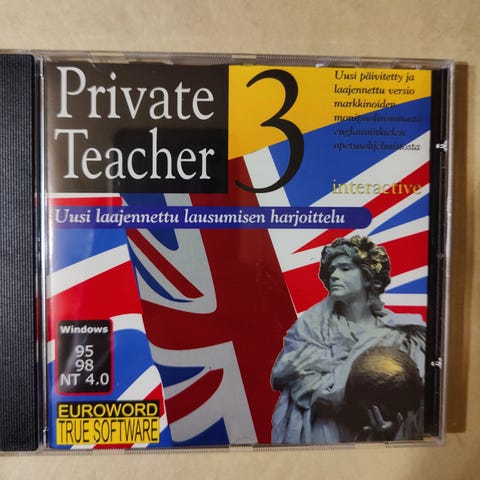 Private
Teacher
3
Uusi päivitetty ja
laajennettu versio
markkinoiden
monipuolisimmasta
englanninkielen
opetusohjelmistosta
interactive
Uusi laajennettu lausumisen harjoittelu
Windows
95
98
NT 4,0
EUROWORD
TRUE SOFTWARE